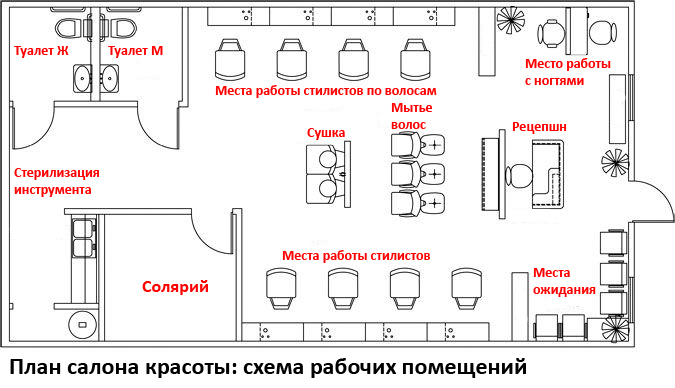 Туалет Ж
Туалет М
Место работы
с ногтями
Места работы стилистов по волосам
Мытье
волос
Сушка
Рецепшн
Стерилизация
инструмента
Места работы стилистов
Места
ожидания
Солярий
План салона красоты: схема рабочих помещений